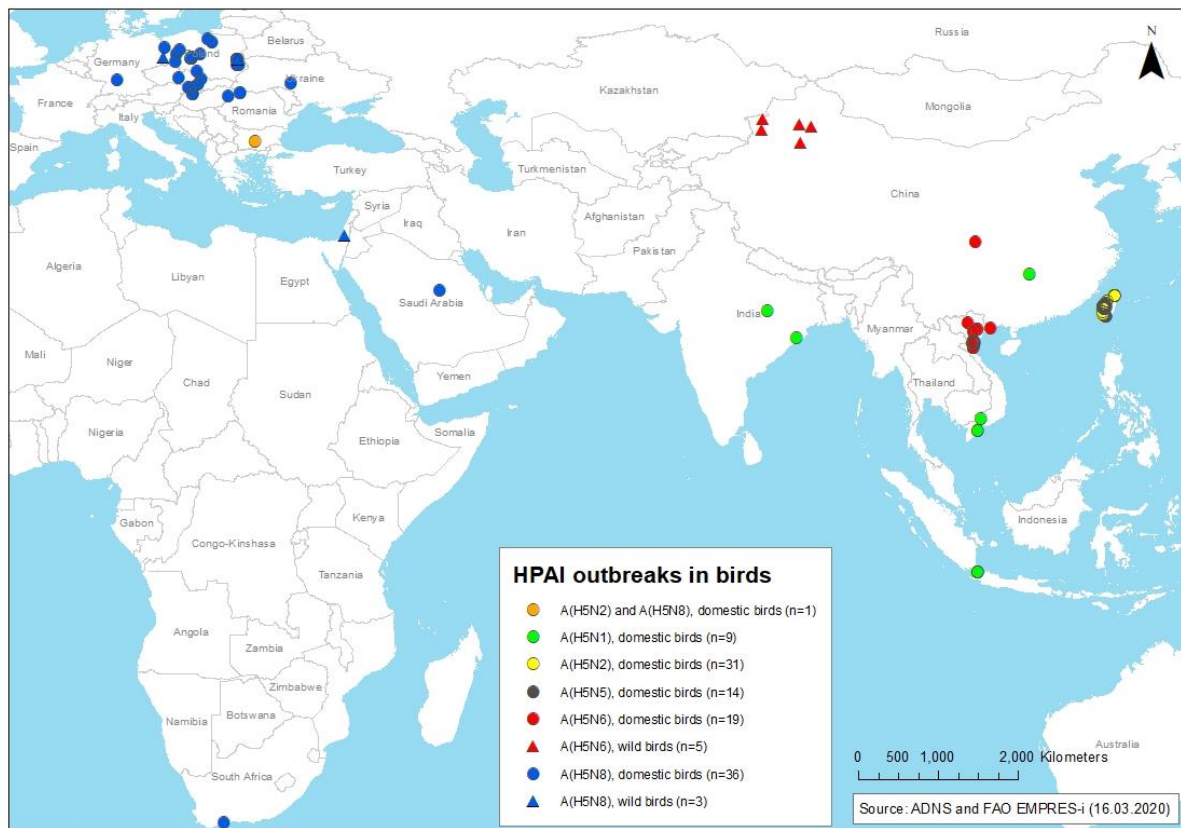 Russia
N
Belarus
Germany
Poland
Ukraine
Kazakhstan
France
Mongolia
Romania
Italy
Spain
Turkey
Turkmenistan
China
Syria
Afghanistan
Iraq
Iran
Pakistan
Algeria
Libyan
Egypt
Saudi Arabia
India
Myanmar
Mali
Niger
Chad
Sudan
Yemen
Thailand
Nigeria
Ethiopia
Somalia
Gabon
Kenya
Indonesia
Congo-Kinshasa
Tanzania
HPAI outbreaks in birds
A(H5N2) and A(H5N8), domestic birds (n=1)
A(H5N1), domestic birds (n=9)
A(H5N2), domestic birds (n=31)
A(H5N5), domestic birds (n=14)
A(H5N6), domestic birds (n=19)
A(H5N6), wild birds (n=5)
A(H5N8), domestic birds (n=36)
A(H5N8), wild birds (n=3)
Angola
Zambia
Zimbabwe
Namibia
Botswana
South Africa
Australia
0 500 1,000 2,000 Kilometers
Source: ADNS and FAO EMPRES-i (16.03.2020)